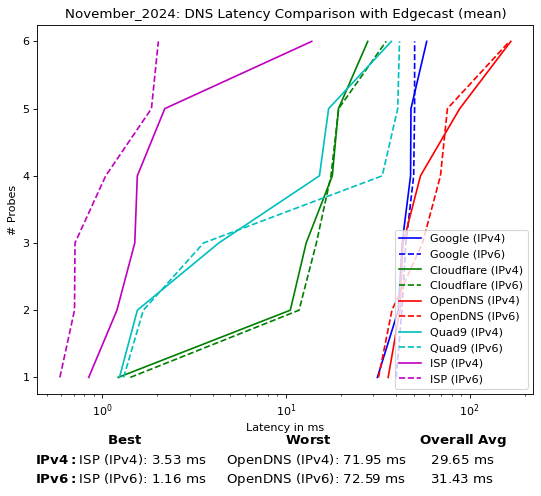 November_2024: DNS Latency Comparison with Edgecast (mean)
# Probes
6
5
4
3
2
1
10^0
10^1
10^2
Latency in ms
Google (IPv4)
Google (IPv6)
Cloudflare (IPv4)
Cloudflare (IPv6)
OpenDNS (IPv4)
OpenDNS (IPv6)
Quad9 (IPv4)
Quad9 (IPv6)
ISP (IPv4)
ISP (IPv6)
Best Worst Overall Avg
IPv4: ISP (IPv4): 3.53 ms OpenDNS (IPv4): 71.95 ms 29.65 ms
IPv6: ISP (IPv6): 1.16 ms OpenDNS (IPv6): 72.59 ms 31.43 ms